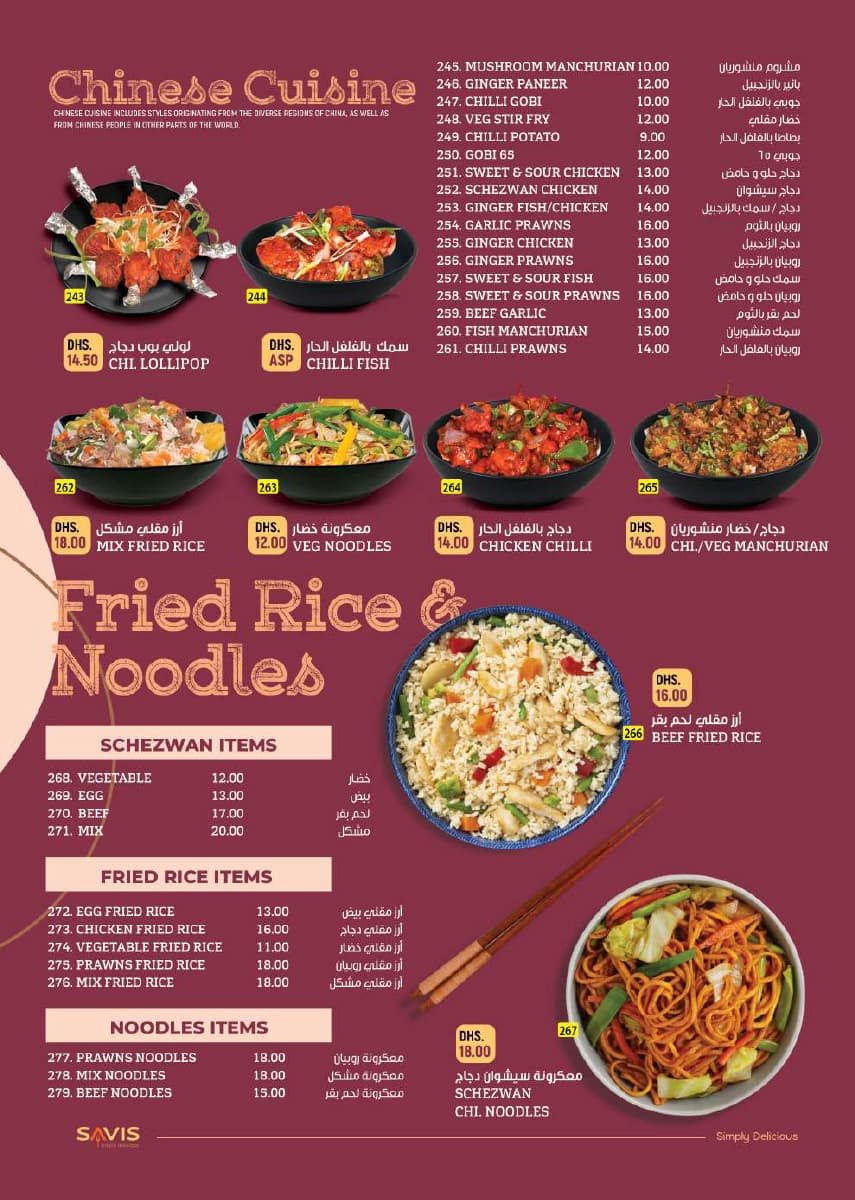 Chinese Cuisine
CHINESE CUISINE INCLUDES STYLES ORIGINATING FROM THE DIVERSE REGIONS OF CHINA, AS WELL AS
FROM CHINESE PEOPLE IN OTHER PARTS OF THE WORLD.
245. MUSHROOM MANCHURIAN 10.00 مشروم منشوريان
246. GINGER PANEER 12.00 بانير بالزنجبيل
247. CHILLI GOBI 10.00 جوبي بالفلفل الحار
248. VEG STIR FRY 12.00 خضار مقلي
249. CHILLI POTATO 9.00 بطاطا بالفلفل الحار
250. GOBI 65 12.00 جوبي ٦٥
251. SWEET & SOUR CHICKEN 13.00 دجاج حلو و حامض
252. SCHEZWAN CHICKEN 14.00 دجاج سيشوان
253. GINGER FISH/CHICKEN 14.00 دجاج / سمك بالزنجبيل
254. GARLIC PRAWNS 16.00 روبيان بالثوم
255. GINGER CHICKEN 13.00 دجاج الزنجبيل
256. GINGER PRAWNS 16.00 روبيان بالزنجبيل
257. SWEET & SOUR FISH 16.00 سمك حلو و حامض
258. SWEET & SOUR PRAWNS 16.00 روبيان حلو و حامض
259. BEEF GARLIC 13.00 لحم بقر بالثوم
260. FISH MANCHURIAN 15.00 سمك منشوريان
261. CHILLI PRAWNS 14.00 روبيان بالفلفل الحار
243
DHS. لولي بوب دجاج
14.50 CHI. LOLLIPOP
244
DHS. سمك بالفلفل الحار
ASP CHILLI FISH
262
DHS. أرز مقلي مشكل
18.00 MIX FRIED RICE
263
DHS. معكرونة خضار
12.00 VEG NOODLES
264
DHS. دجاج بالفلفل الحار
14.00 CHICKEN CHILLI
265
DHS. دجاج/ خضار منشوريان
14.00 CHI./VEG MANCHURIAN
Fried Rice &
Noodles
266
DHS.
16.00
أرز مقلي لحم بقر
BEEF FRIED RICE
SCHEZWAN ITEMS
268. VEGETABLE 12.00 خضار
269. EGG 13.00 بيض
270. BEEF 17.00 لحم بقر
271. MIX 20.00 مشكل
FRIED RICE ITEMS
272. EGG FRIED RICE 13.00 أرز مقلي بيض
273. CHICKEN FRIED RICE 16.00 أرز مقلي دجاج
274. VEGETABLE FRIED RICE 11.00 أرز مقلي خضار
275. PRAWNS FRIED RICE 18.00 أرز مقلي روبيان
276. MIX FRIED RICE 18.00 أرز مقلي مشكل
NOODLES ITEMS
277. PRAWNS NOODLES 18.00 معكرونة روبيان
278. MIX NOODLES 18.00 معكرونة مشكل
279. BEEF NOODLES 15.00 معكرونة لحم بقر
267
DHS.
18.00
معكرونة سيشوان دجاج
SCHEZWAN
CHI. NOODLES
SAVIS
Simply Delicious